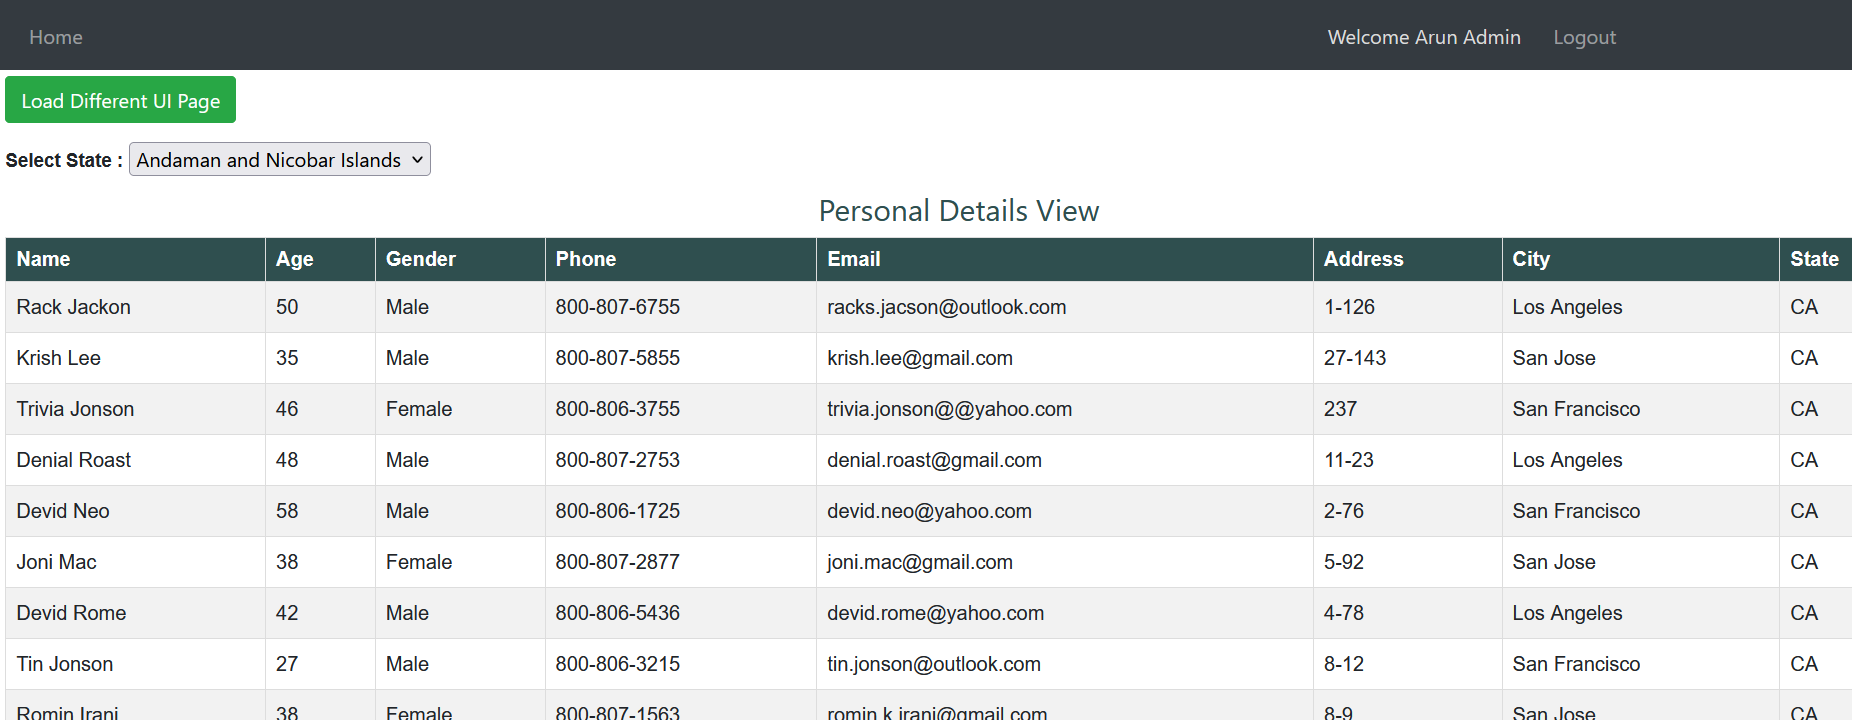 Home Welcome Arun Admin Logout
Load Different UI Page
Select State : Andaman and Nicobar Islands
Personal Details View
Name Age Gender Phone Email Address City State
Rack Jackon 50 Male 800-807-6755 racks.jacson@outlook.com 1-126 Los Angeles CA
Krish Lee 35 Male 800-807-5855 krish.lee@gmail.com 27-143 San Jose CA
Trivia Jonson 46 Female 800-806-3755 trivia.jonson@@yahoo.com 237 San Francisco CA
Denial Roast 48 Male 800-807-2753 denial.roast@gmail.com 11-23 Los Angeles CA
Devid Neo 58 Male 800-806-1725 devid.neo@yahoo.com 2-76 San Francisco CA
Joni Mac 38 Female 800-807-2877 joni.mac@gmail.com 5-92 San Jose CA
Devid Rome 42 Male 800-806-5436 devid.rome@yahoo.com 4-78 Los Angeles CA
Tin Jonson 27 Male 800-806-3215 tin.jonson@outlook.com 8-12 San Francisco CA
Romin Irani 38 Female 800-807-1563 romin.k.irani@gmail.com 8-9 San Jose CA